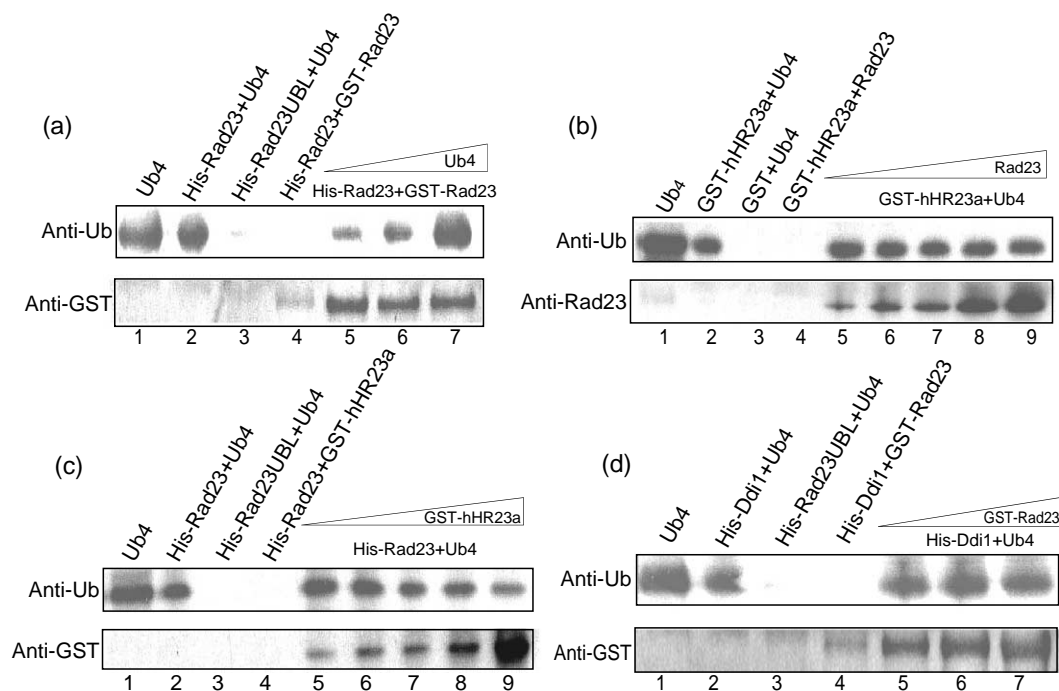 (a)
Ub4
His-Rad23+Ub4
His-Rad23UBL+Ub4
His-Rad23+GST-Rad23
Ub4
His-Rad23+GST-Rad23
Anti-Ub
Anti-GST
1 2 3 4 5 6 7
(b)
Ub4
GST-hHR23a+Ub4
GST+Ub4
GST-hHR23a+Rad23
Rad23
GST-hHR23a+Ub4
Anti-Ub
Anti-Rad23
1 2 3 4 5 6 7 8 9
(c)
Ub4
His-Rad23+Ub4
His-Rad23UBL+Ub4
His-Rad23+GST-hHR23a
GST-hHR23a
His-Rad23+Ub4
Anti-Ub
Anti-GST
1 2 3 4 5 6 7 8 9
(d)
Ub4
His-Ddi1+Ub4
His-Rad23UBL+Ub4
His-Ddi1+GST-Rad23
GST-Rad23
His-Ddi1+Ub4
Anti-Ub
Anti-GST
1 2 3 4 5 6 7